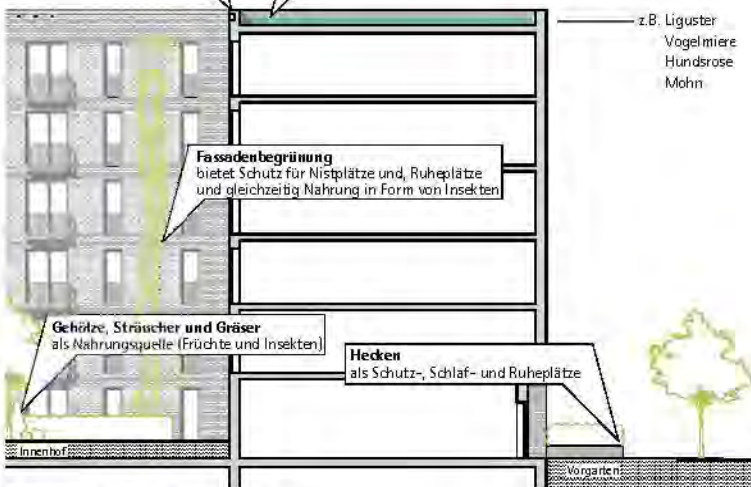 z.B. Liguster
Vogelmiere
Hundsrose
Mohn
Fassadenbegrünung
bietet Schutz für Nistplätze und, Ruheplätze
und gleichzeitig Nahrung in Form von Insekten
Gehölze, Sträucher und Gräser
als Nahrungsquelle (Früchte und Insekten)
Hecken
als Schutz-, Schlaf- und Ruheplätze
Innenhof
Vorgarten